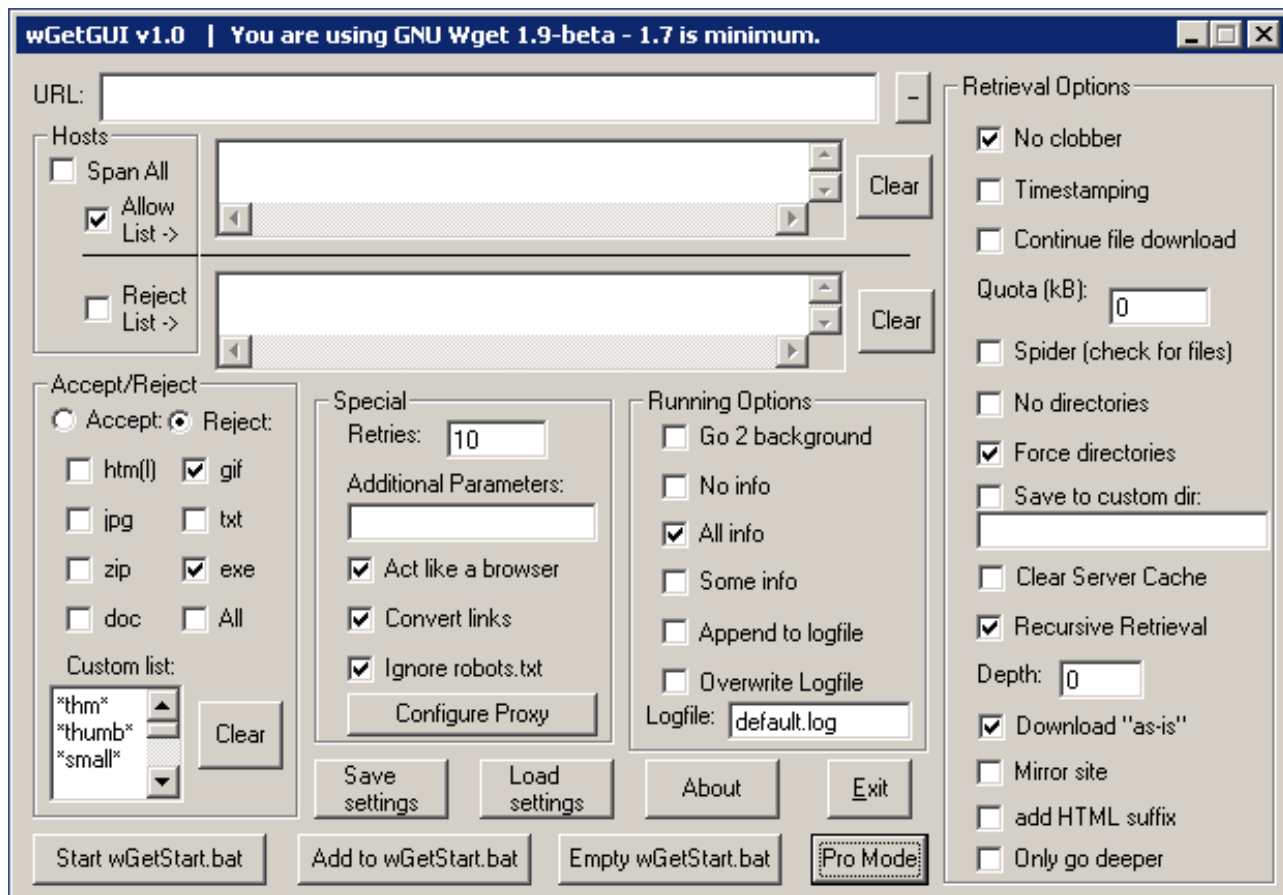 wGetGUI v1.0 | You are using GNU Wget 1.9-beta - 1.7 is minimum.
URL:
-
Hosts
Span All
Allow
List ->
Clear
Reject
List ->
Clear
Accept/Reject
Accept: Reject:
htm(l) gif
jpg txt
zip exe
doc All
Custom list:
*thm*
*thumb*
*small*
Clear
Special
Retries: 10
Additional Parameters:
Act like a browser
Convert links
Ignore robots.txt
Configure Proxy
Running Options
Go 2 background
No info
All info
Some info
Append to logfile
Overwrite Logfile
Logfile: default.log
Retrieval Options
No clobber
Timestamping
Continue file download
Quota (kB): 0
Spider (check for files)
No directories
Force directories
Save to custom dir:
Clear Server Cache
Recursive Retrieval
Depth: 0
Download "as-is"
Mirror site
add HTML suffix
Only go deeper
Save
settings
Load
settings
About
Exit
Start wGetStart.bat
Add to wGetStart.bat
Empty wGetStart.bat
Pro Mode